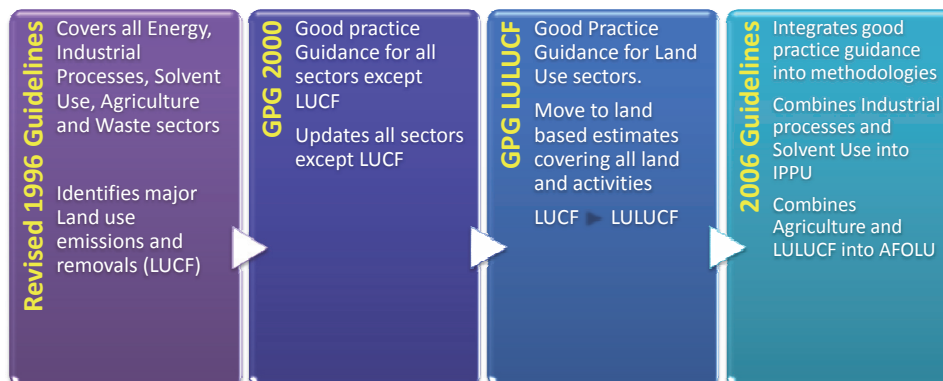 Revised 1996 Guidelines
Covers all Energy,
Industrial
Processes, Solvent
Use, Agriculture
and Waste sectors
Identifies major
Land use
emissions and
removals (LUCF)
GPG 2000
Good practice
Guidance for all
sectors except
LUCF
Updates all sectors
except LUCF
GPG LULUCF
Good Practice
Guidance for Land
Use sectors.
Move to land
based estimates
covering all land
and activities
LUCF ► LULUCF
2006 Guidelines
Integrates good
practice guidance
into methodologies
Combines Industrial
processes and
Solvent Use into
IPPU
Combines
Agriculture and
LULUCF into AFOLU